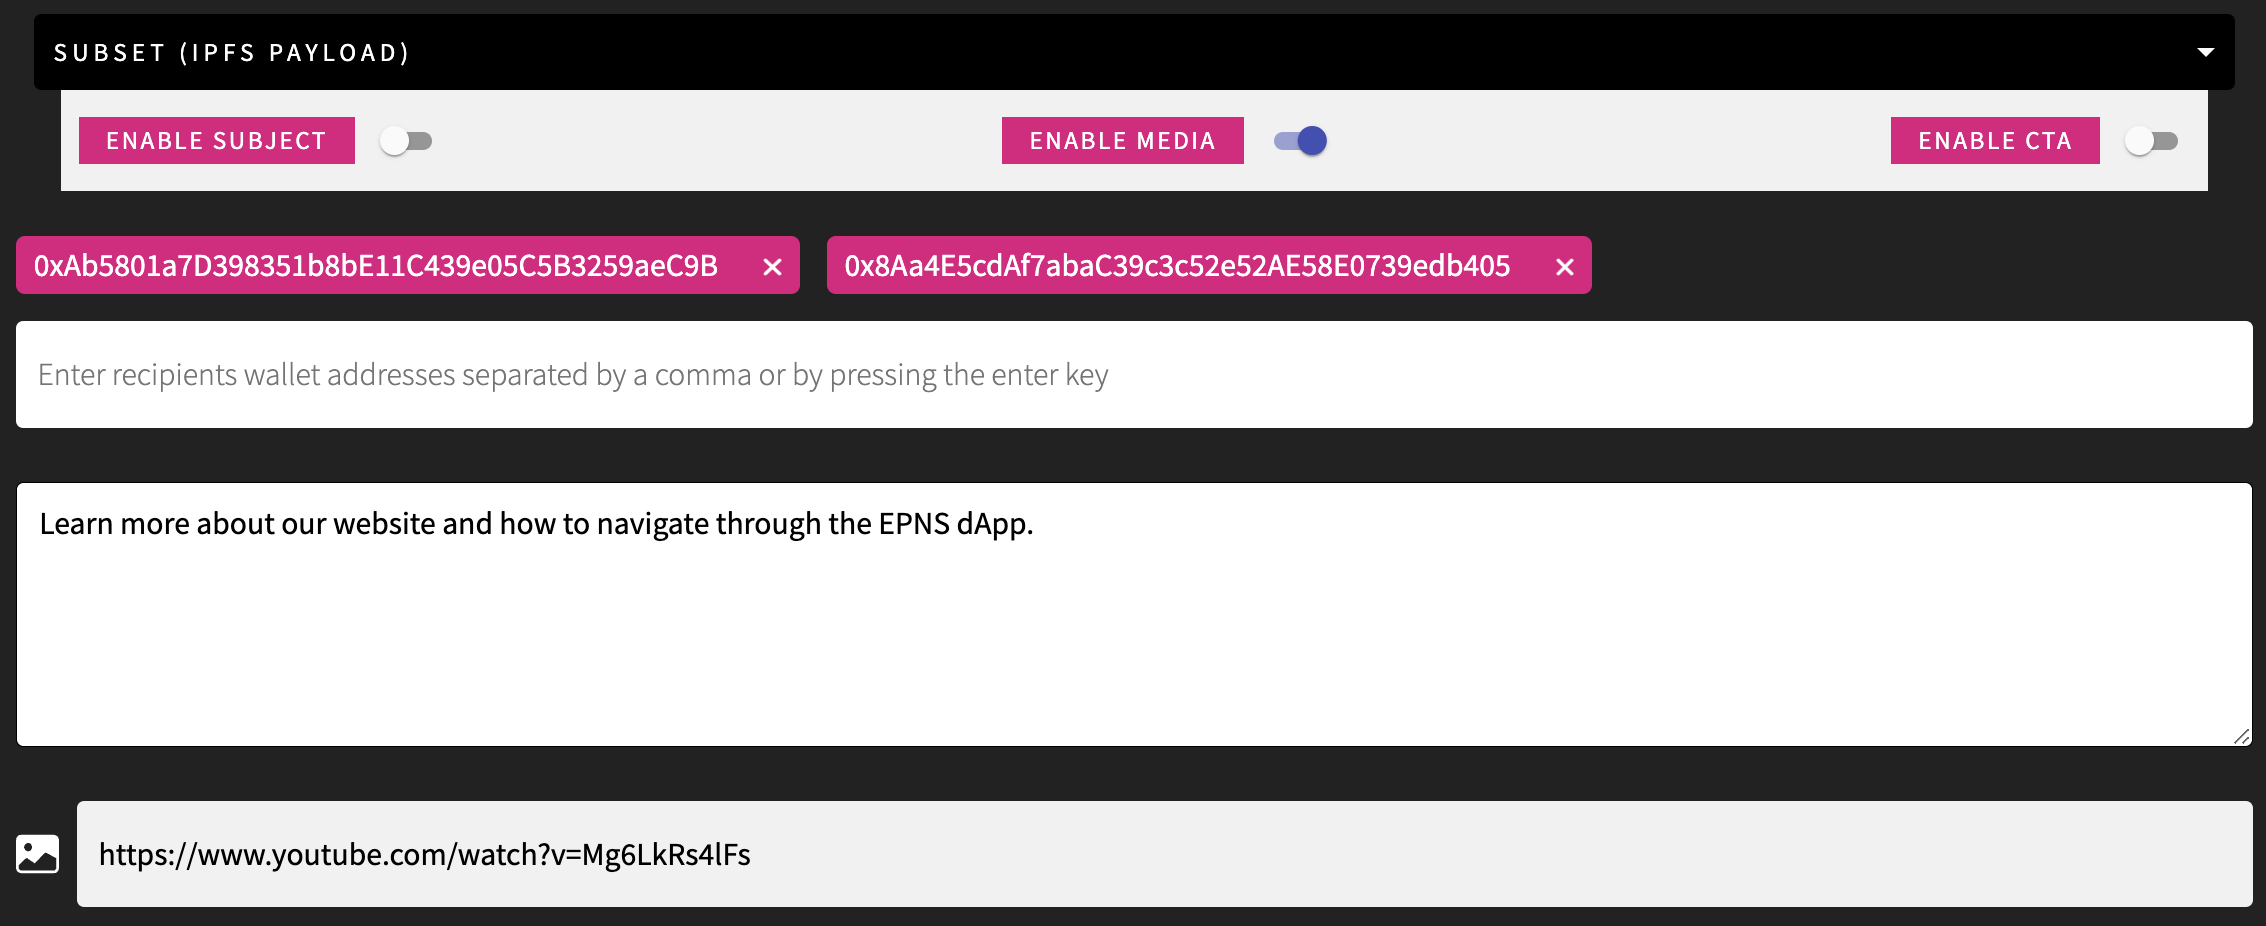 SUBSET (IPFS PAYLOAD)
ENABLE SUBJECT ENABLE MEDIA ENABLE CTA
0xAb5801a7D398351b8bE11C439e05C5B3259aeC9B 0x8Aa4E5cdAf7abaC39c3c52e52AE58E0739edb405
Enter recipients wallet addresses separated by a comma or by pressing the enter key
Learn more about our website and how to navigate through the EPNS dApp.
https://www.youtube.com/watch?v=Mg6LkRs4lFs